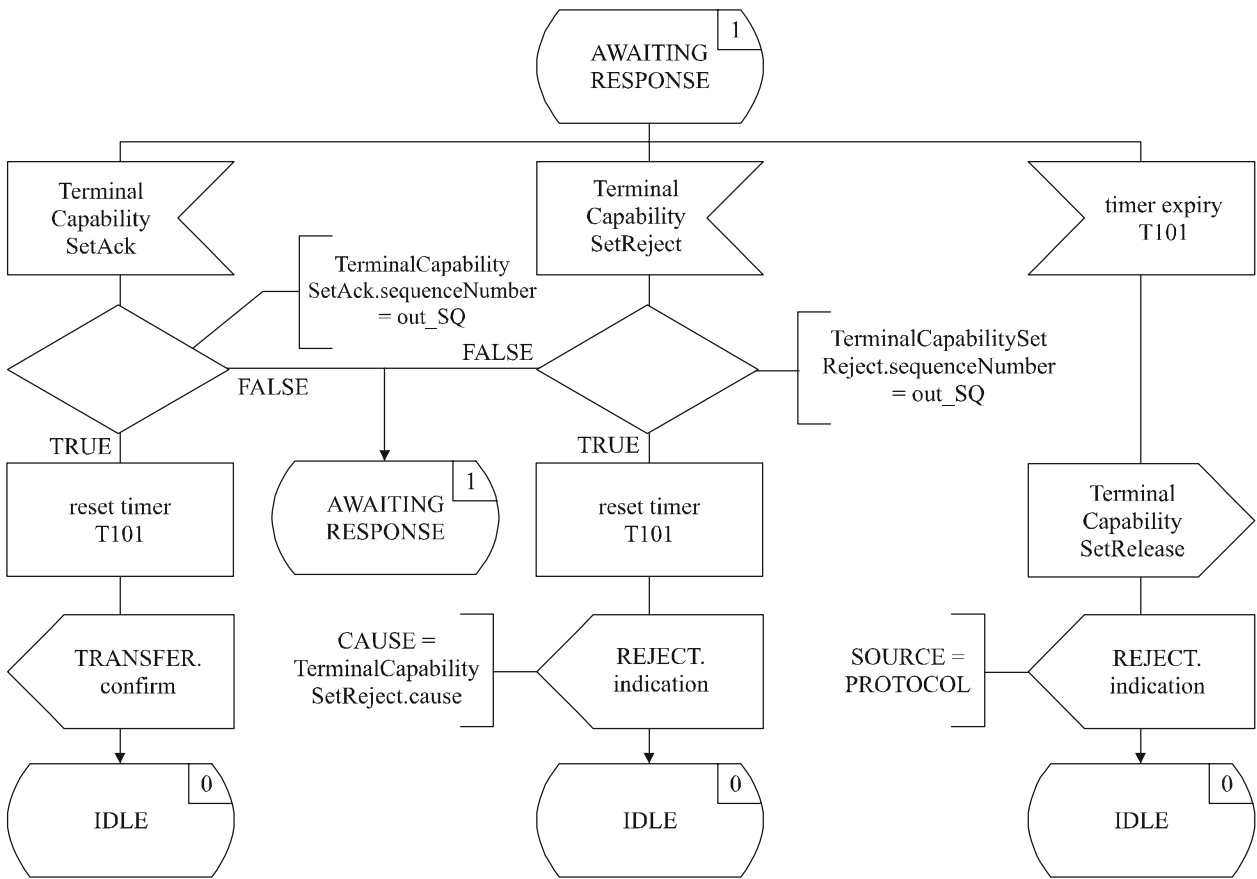 1
AWAITING
RESPONSE
Terminal
Capability
SetAck
Terminal
Capability
SetReject
timer expiry
T101
TerminalCapability
SetAck.sequenceNumber
= out_SQ
TerminalCapabilitySet
Reject.sequenceNumber
= out_SQ
FALSE
FALSE
TRUE
TRUE
reset timer
T101
1
AWAITING
RESPONSE
reset timer
T101
Terminal
Capability
SetRelease
TRANSFER.
confirm
CAUSE =
TerminalCapability
SetReject.cause
REJECT.
indication
SOURCE =
PROTOCOL
REJECT.
indication
0
IDLE
0
IDLE
0
IDLE